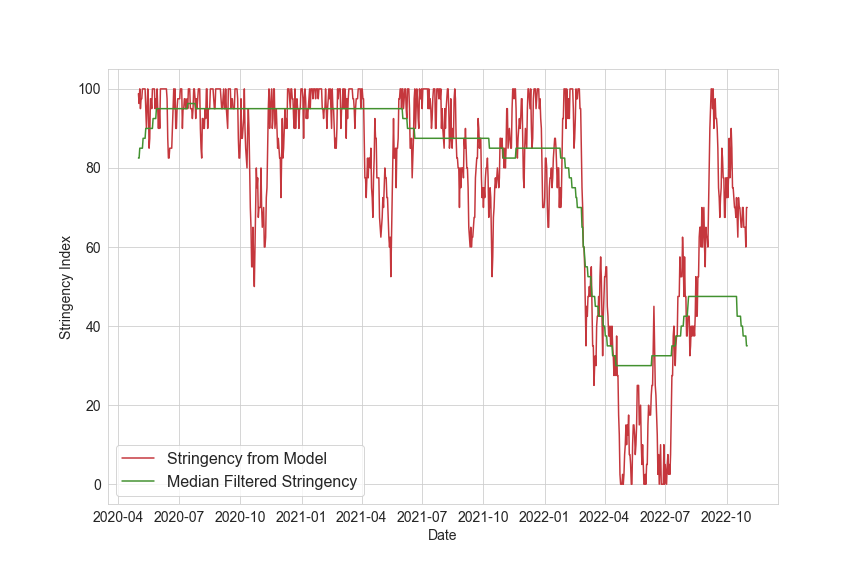 100
80
60
40
20
0
Stringency Index
Stringency from Model
Median Filtered Stringency
2020-04 2020-07 2020-10 2021-01 2021-04 2021-07 2021-10 2022-01 2022-04 2022-07 2022-10
Date